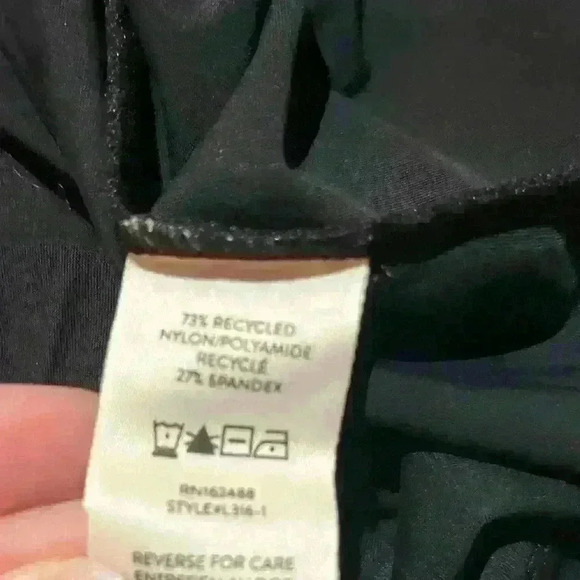 73% RECYCLED
NYLON/POLYAMIDE
RECYCLÉ
27% SPANDEX
RN162488
STYLE#L316-1
REVERSE FOR CARE